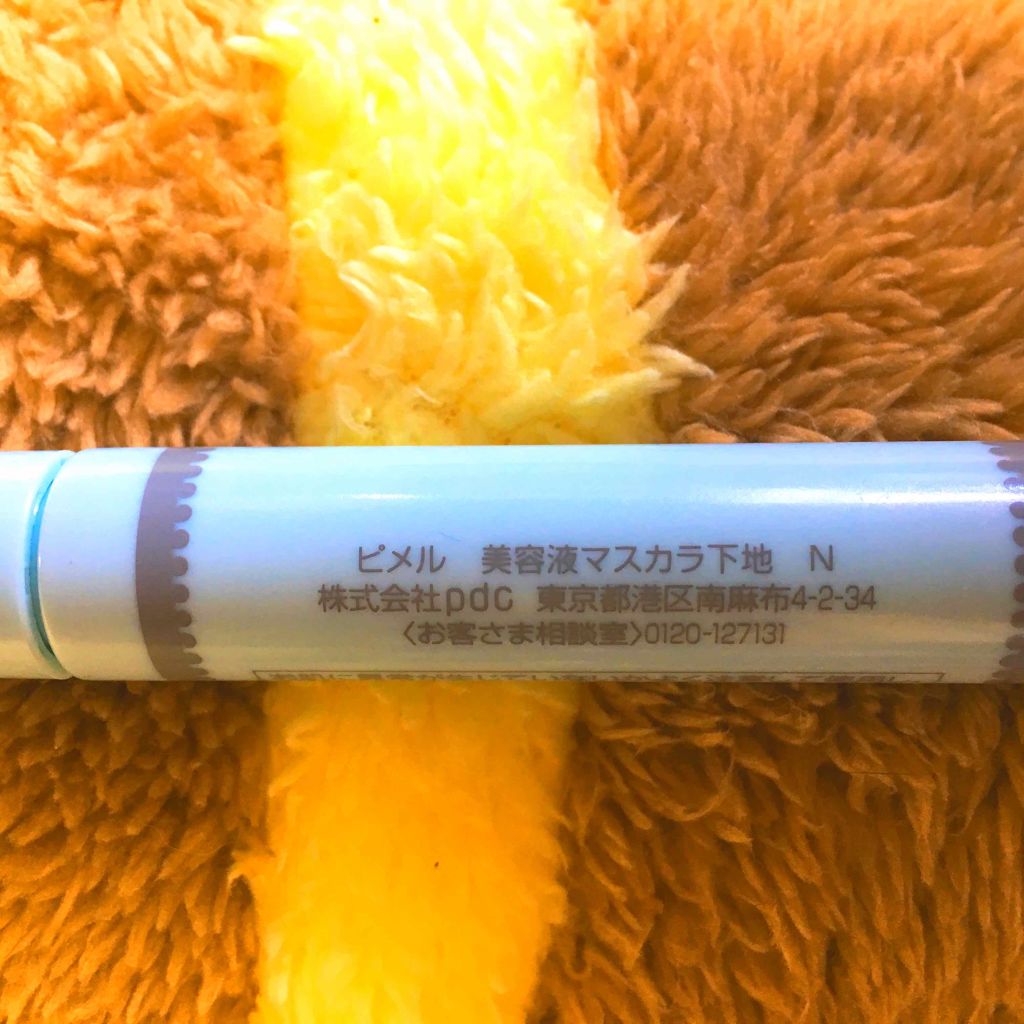 ピメル 美容液マスカラ下地 N
株式会社pdc 東京都港区南麻布4-2-34
〈お客さま相談室〉0120-127131